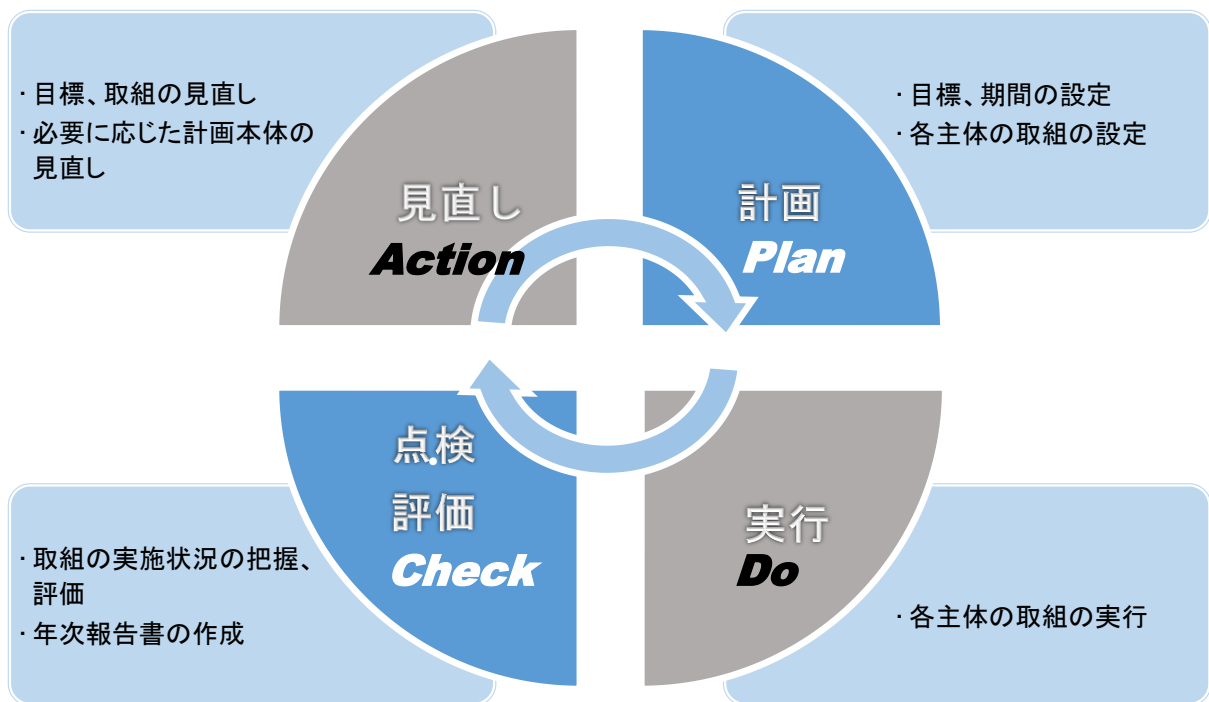 ・目標、取組の見直し
・必要に応じた計画本体の
見直し
見直し
Action
・目標、期間の設定
・各主体の取組の設定
計画
Plan
点.検
評価
Check
・取組の実施状況の把握、
評価
・年次報告書の作成
実行
Do
・各主体の取組の実行